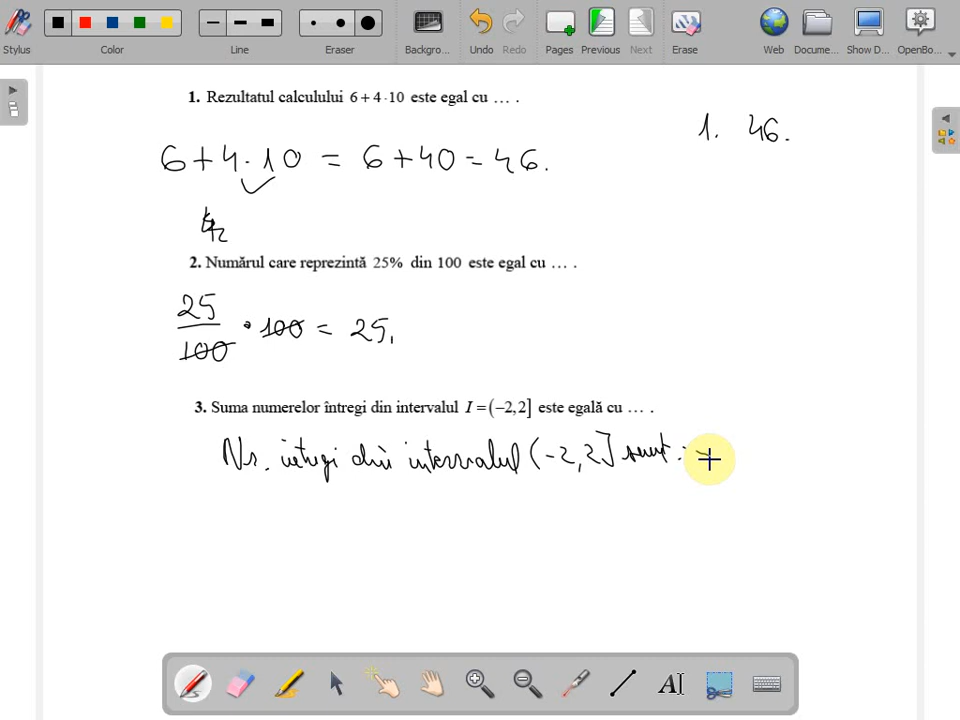 Stylus Color Line Eraser Backgro... Undo Redo Pages Previous Next Erase Web Docume... Show D... OpenBo...
1. Rezultatul calculului 6 + 4 · 10 este egal cu … .
1. 46.
6 + 4 · 10 = 6 + 40 = 46.
2. Numărul care reprezintă 25% din 100 este egal cu … .
25/100 · 100 = 25.
3. Suma numerelor întregi din intervalul I = (−2, 2] este egală cu … .
Nr. întregi din intervalul (-2, 2] sunt :